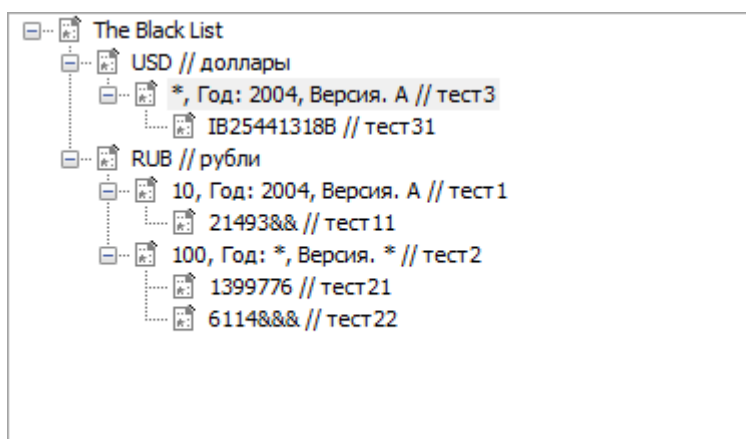 The Black List
USD // доллары
*, Год: 2004, Версия. A // тест3
IB25441318B // тест31
RUB // рубли
10, Год: 2004, Версия. A // тест1
21493&& // тест11
100, Год: *, Версия. * // тест2
1399776 // тест21
6114&&& // тест22